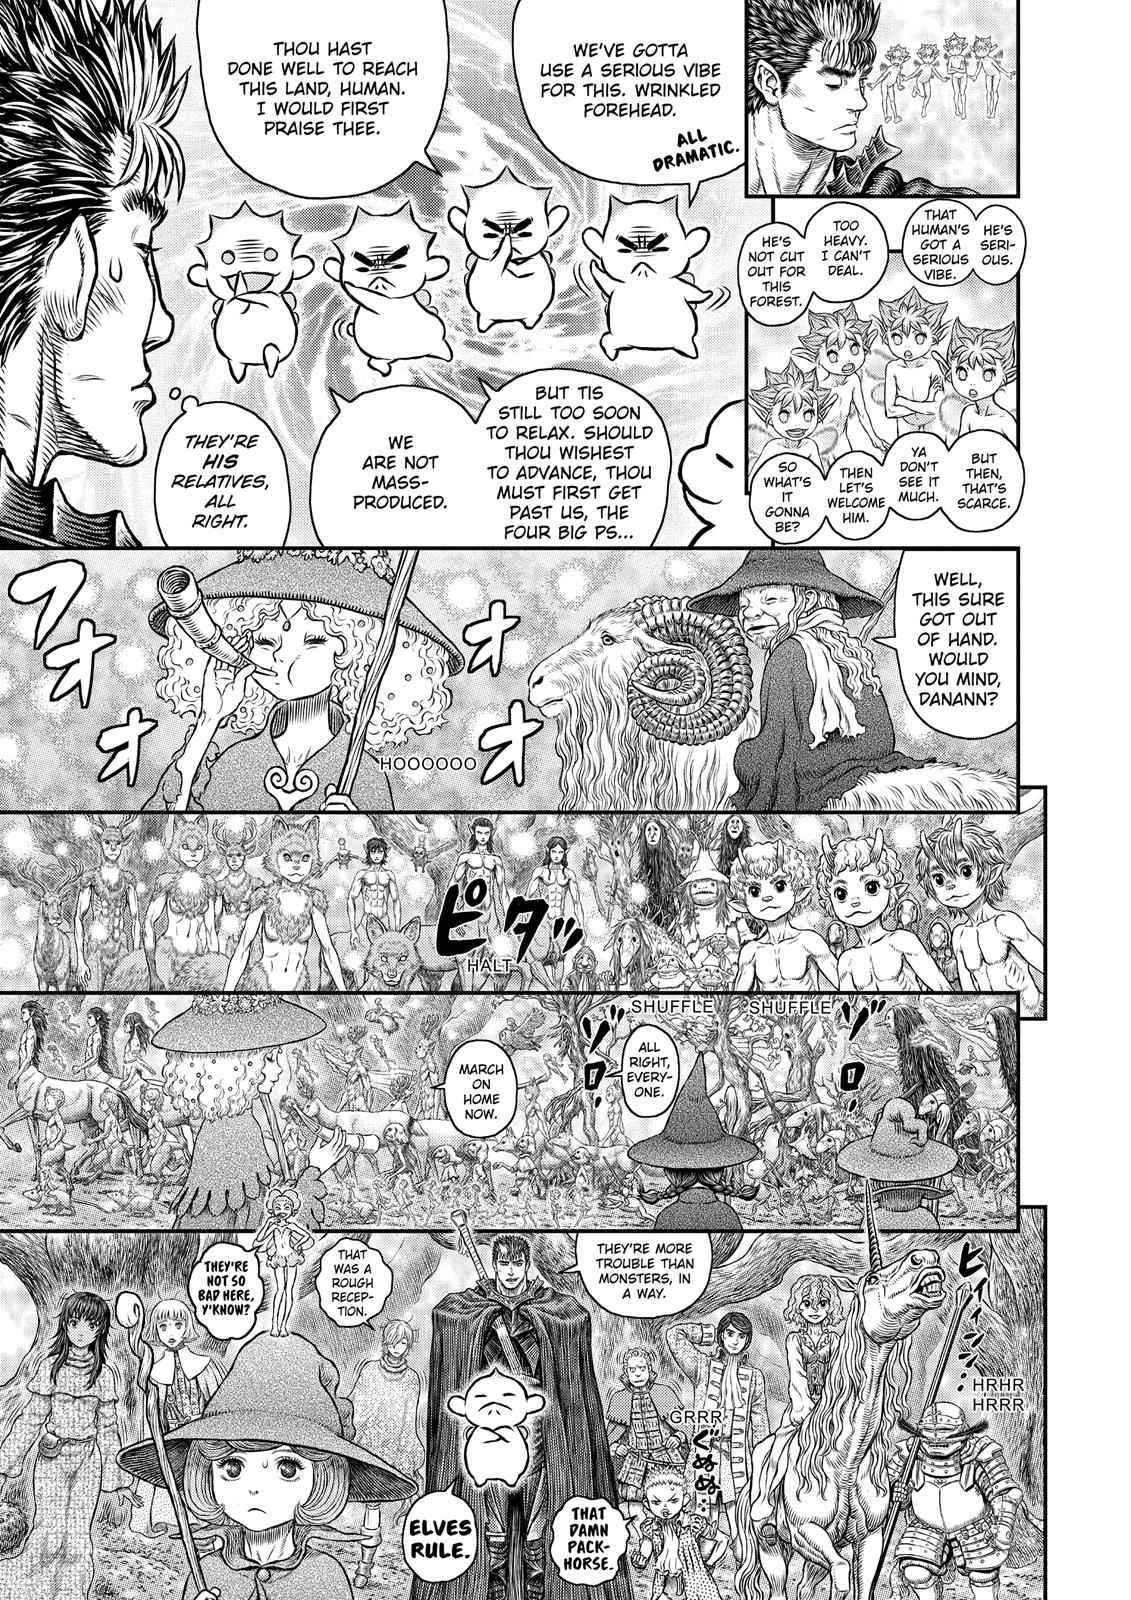 HE'S
SERI-
OUS.
THAT
HUMAN'S
GOT A
SERIOUS
VIBE.
TOO
HEAVY.
I CAN'T
DEAL.
HE'S
NOT CUT
OUT FOR
THIS
FOREST.
BUT
THEN,
THAT'S
SCARCE.
YA
DON'T
SEE IT
MUCH.
THEN
LET'S
WELCOME
HIM.
SO
WHAT'S
IT
GONNA
BE?
WE'VE GOTTA
USE A SERIOUS VIBE
FOR THIS. WRINKLED
FOREHEAD.
ALL
DRAMATIC.
THOU HAST
DONE WELL TO REACH
THIS LAND, HUMAN.
I WOULD FIRST
PRAISE THEE.
BUT TIS
STILL TOO SOON
TO RELAX. SHOULD
THOU WISHEST
TO ADVANCE, THOU
MUST FIRST GET
PAST US, THE
FOUR BIG PS...
WE
ARE NOT
MASS-
PRODUCED.
THEY'RE
HIS
RELATIVES,
ALL
RIGHT.
WELL,
THIS SURE
GOT OUT
OF HAND.
WOULD
YOU MIND,
DANANN?
フォォォォ
HOOOOOO
ピタッ
HALT
ゾロ
SHUFFLE
ゾロ
SHUFFLE
ALL
RIGHT,
EVERY-
ONE.
MARCH
ON
HOME
NOW.
ヒィィィン
HRHR
HRRR
THEY'RE MORE
TROUBLE THAN
MONSTERS, IN
A WAY.
THAT
WAS A
ROUGH
RECEP-
TION.
THEY'RE
NOT SO
BAD HERE,
Y'KNOW?
GRRR
ぐぬぬ
THAT
DAMN
PACK-
HORSE.
ELVES
RULE.